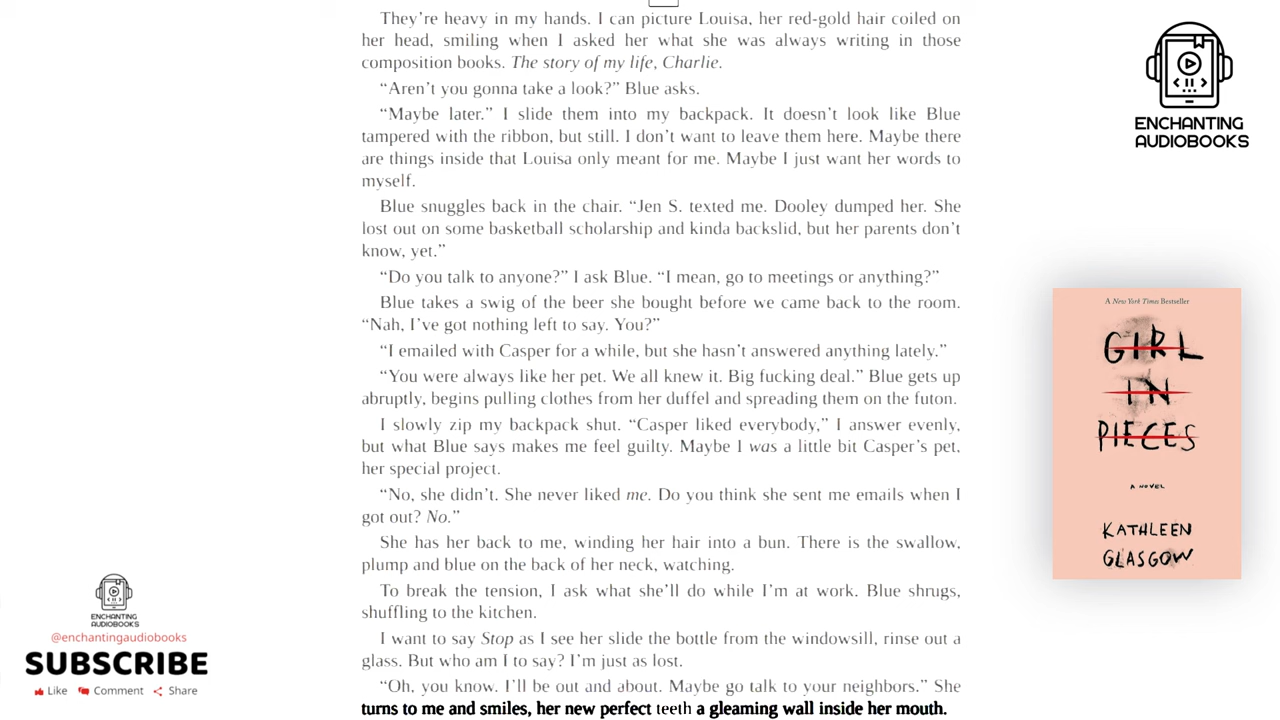 They're heavy in my hands. I can picture Louisa, her red-gold hair coiled on
her head, smiling when I asked her what she was always writing in those
composition books. The story of my life, Charlie.
“Aren't you gonna take a look?” Blue asks.
“Maybe later.” I slide them into my backpack. It doesn't look like Blue
tampered with the ribbon, but still. I don't want to leave them here. Maybe there
are things inside that Louisa only meant for me. Maybe I just want her words to
myself.
Blue snuggles back in the chair. “Jen S. texted me. Dooley dumped her. She
lost out on some basketball scholarship and kinda backslid, but her parents don't
know, yet.”
“Do you talk to anyone?” I ask Blue. “I mean, go to meetings or anything?”
Blue takes a swig of the beer she bought before we came back to the room.
“Nah, I've got nothing left to say. You?”
“I emailed with Casper for a while, but she hasn't answered anything lately.”
“You were always like her pet. We all knew it. Big fucking deal.” Blue gets up
abruptly, begins pulling clothes from her duffel and spreading them on the futon.
I slowly zip my backpack shut. “Casper liked everybody,” I answer evenly,
but what Blue says makes me feel guilty. Maybe I was a little bit Casper's pet,
her special project.
“No, she didn't. She never liked me. Do you think she sent me emails when I
got out? No.”
She has her back to me, winding her hair into a bun. There is the swallow,
plump and blue on the back of her neck, watching.
To break the tension, I ask what she'll do while I'm at work. Blue shrugs,
shuffling to the kitchen.
I want to say Stop as I see her slide the bottle from the windowsill, rinse out a
glass. But who am I to say? I'm just as lost.
“Oh, you know. I'll be out and about. Maybe go talk to your neighbors.” She
turns to me and smiles, her new perfect teeth a gleaming wall inside her mouth.
ENCHANTING
AUDIOBOOKS
A New York Times Bestseller
GIRL
IN
PIECES
A NOVEL
KATHLEEN
GLASGOW
ENCHANTING
AUDIOBOOKS
@enchantingaudiobooks
SUBSCRIBE
Like Comment Share